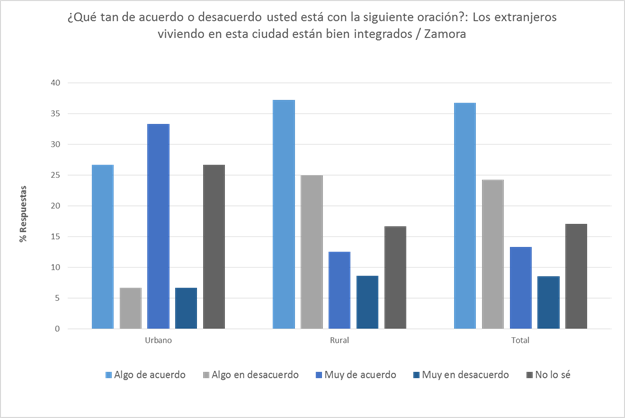 ¿Qué tan de acuerdo o desacuerdo usted está con la siguiente oración?: Los extranjeros
viviendo en esta ciudad están bien integrados / Zamora
40
35
30
25
20
15
10
5
0
% Respuestas
Urbano Rural Total
Algo de acuerdo Algo en desacuerdo Muy de acuerdo Muy en desacuerdo No lo sé